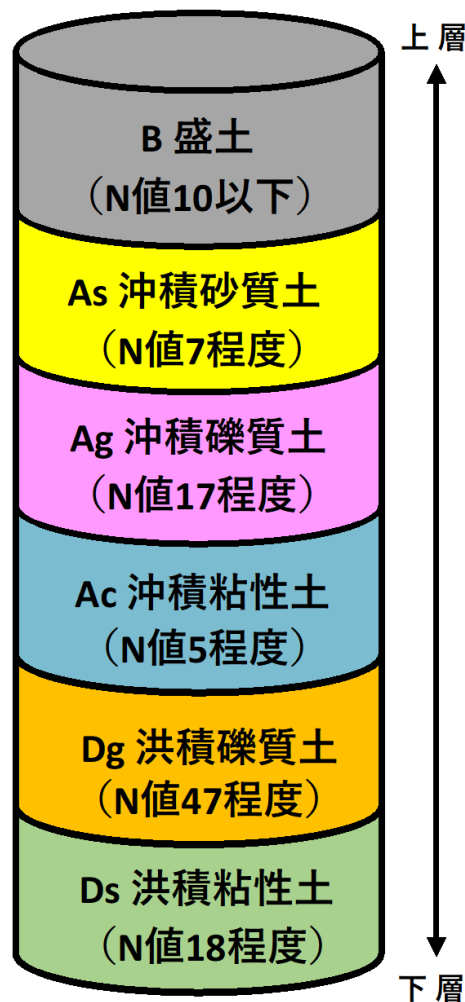 上 層
B 盛土
（N値10以下）
As 沖積砂質土
（N値7程度）
Ag 沖積礫質土
（N値17程度）
Ac 沖積粘性土
（N値5程度）
Dg 洪積礫質土
（N値47程度）
Ds 洪積粘性土
（N値18程度）
下 層